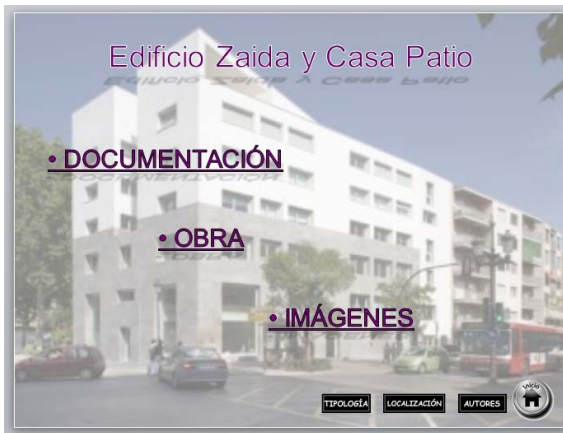 Edificio Zaida y Casa Patio
• DOCUMENTACIÓN
• OBRA
• IMÁGENES
TIPOLOGÍA LOCALIZACIÓN AUTORES Inicio